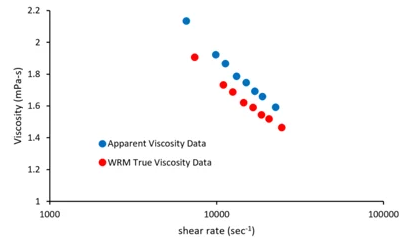 2.2
2
1.8
1.6
1.4
1.2
1
Viscosity (mPa·s)
Apparent Viscosity Data
WRM True Viscosity Data
1000
10000
100000
shear rate (sec⁻¹)